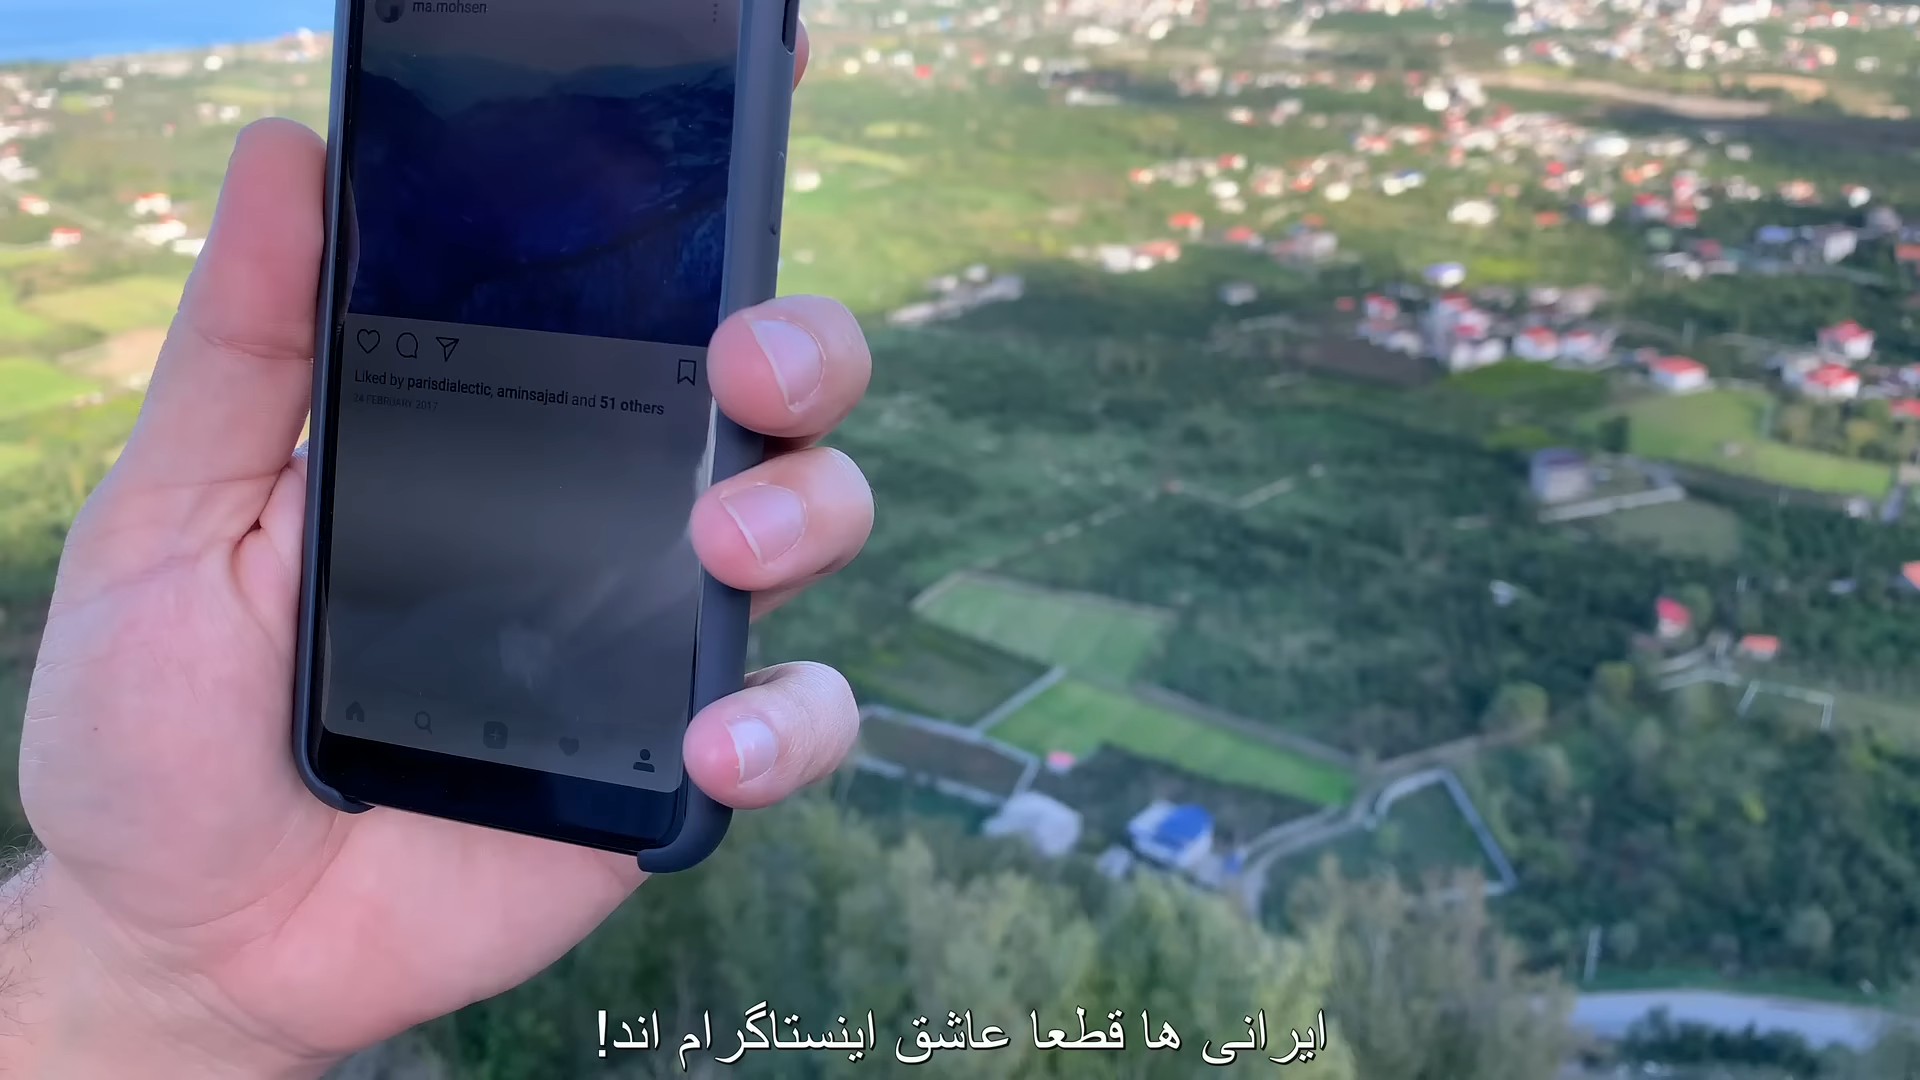 ma.mohsen
Liked by parisdialectic, aminsajadi and 51 others
24 FEBRUARY 2017
ایرانی ها قطعا عاشق اینستاگرام اند!